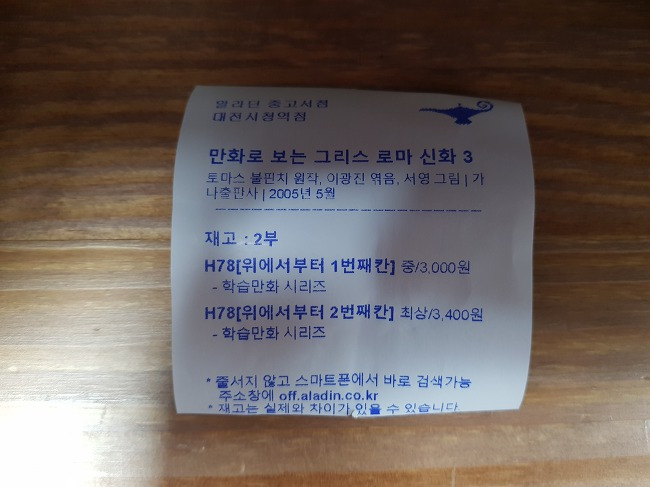 알라딘 중고서점
대전시청역점
만화로 보는 그리스 로마 신화 3
토마스 불핀치 원작, 이광진 엮음, 서영 그림 | 가
나출판사 | 2005년 5월
재고 : 2부
H78[위에서부터 1번째칸] 중/3,000원
- 학습만화 시리즈
H78[위에서부터 2번째칸] 최상/3,400원
- 학습만화 시리즈
* 줄서지 않고 스마트폰에서 바로 검색가능
주소창에 off.aladin.co.kr
* 재고는 실제와 차이가 있을 수 있습니다